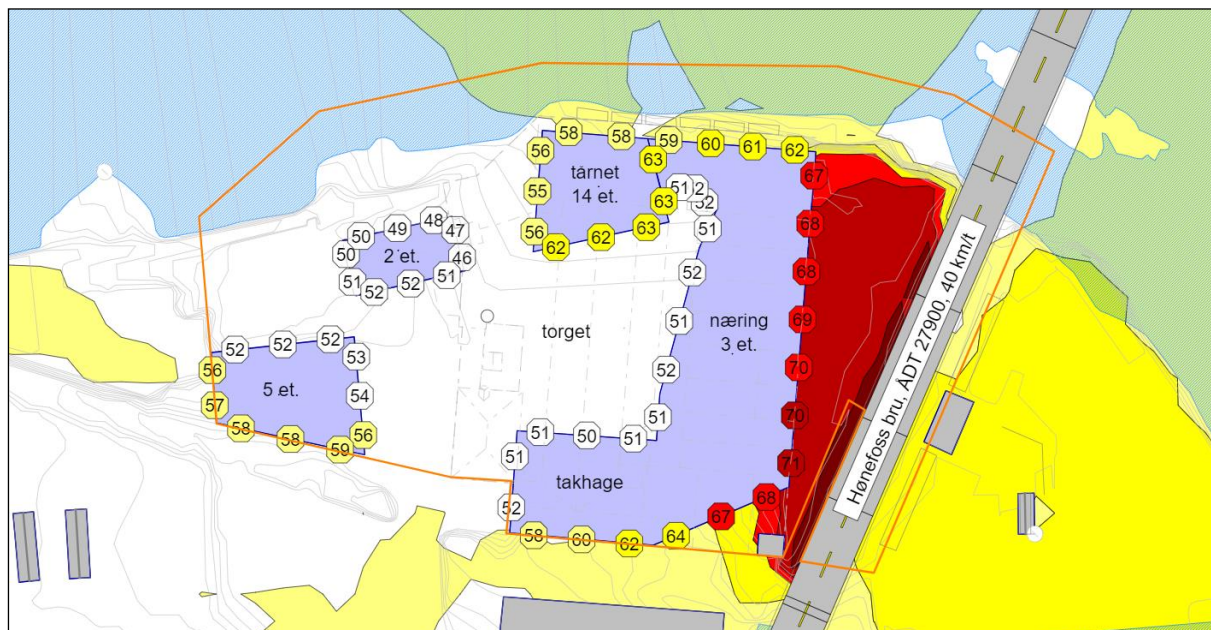 58 58 59 60 61 62
56 63 67
tårnet
14 et.
55 63 51 2 52
56 62 62 63 51 68
50 50 49 48 47
2 et.
46
51 52 52 51
52 68
næring
3 et.
51 69
torget
52 52 52 53
56 52 70
5 et.
54
57 51 70
58 58 59 56
51 50 51
51 71
takhage
52 68
58 60 62 64 67
Hønefoss bru, ÅDT 27900, 40 km/t